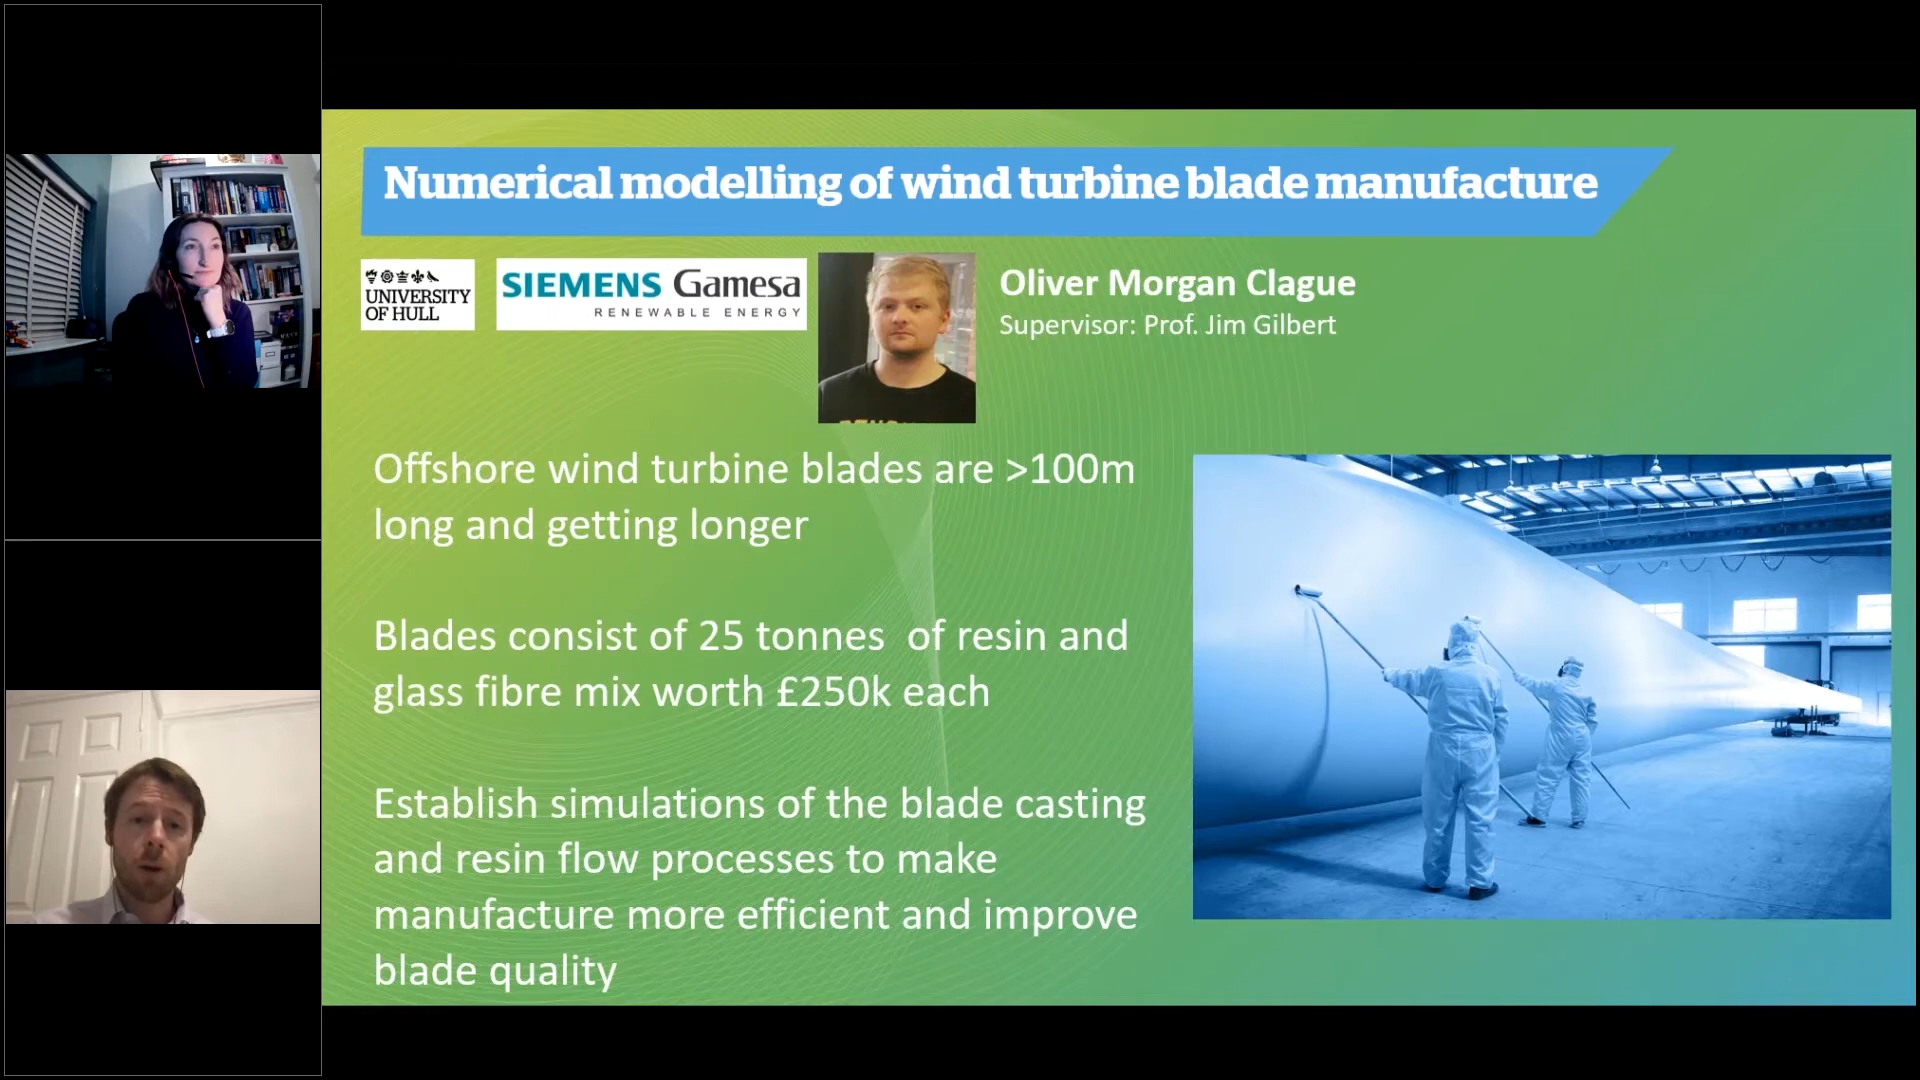 Numerical modelling of wind turbine blade manufacture
UNIVERSITY
OF HULL
SIEMENS Gamesa
RENEWABLE ENERGY
Oliver Morgan Clague
Supervisor: Prof. Jim Gilbert
Offshore wind turbine blades are >100m
long and getting longer
Blades consist of 25 tonnes of resin and
glass fibre mix worth £250k each
Establish simulations of the blade casting
and resin flow processes to make
manufacture more efficient and improve
blade quality